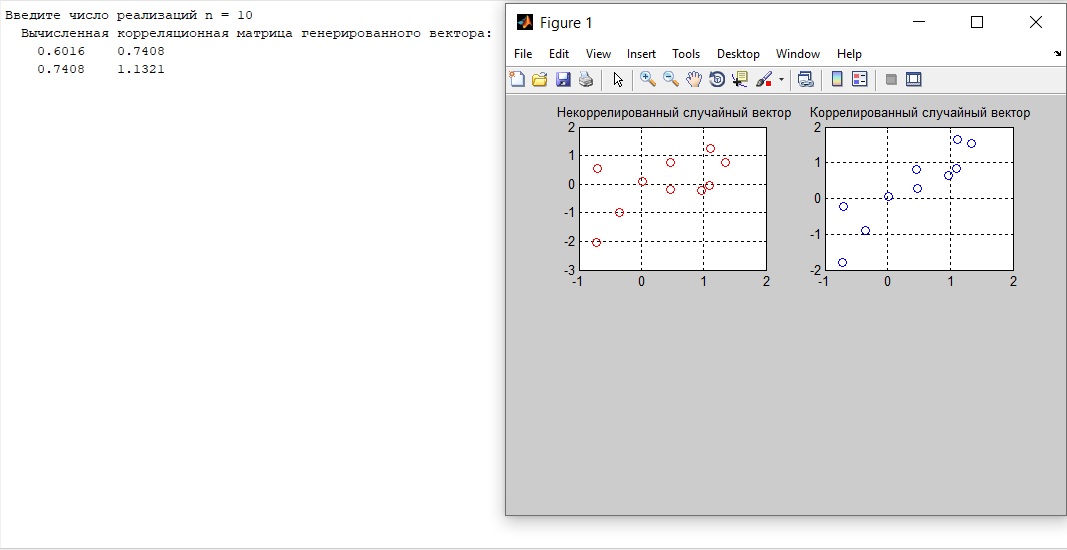 Введите число реализаций n = 10
Вычисленная корреляционная матрица генерированного вектора:
0.6016 0.7408
0.7408 1.1321
Figure 1
File Edit View Insert Tools Desktop Window Help
Некоррелированный случайный вектор
2
1
0
-1
-2
-3
-1 0 1 2
Коррелированный случайный вектор
2
1
0
-1
-2
-1 0 1 2